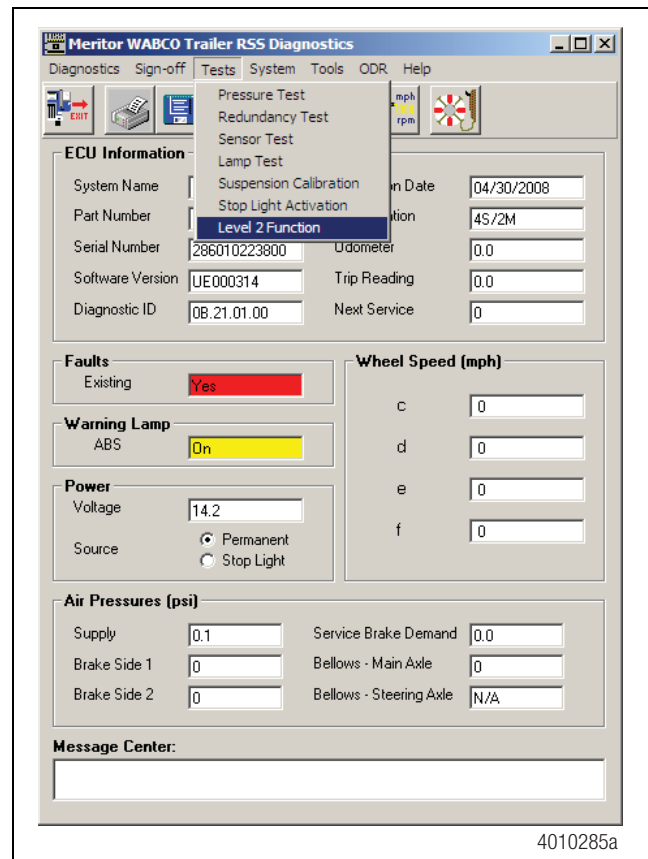 Meritor WABCO Trailer RSS Diagnostics
Diagnostics Sign-off Tests System Tools ODR Help
EXIT
mph
rpm
Pressure Test
Redundancy Test
Sensor Test
Lamp Test
Suspension Calibration
Stop Light Activation
Level 2 Function
ECU Information
System Name
n Date 04/30/2008
Part Number
tion 4S/2M
Serial Number 286010223800 Odometer 0.0
Software Version UE000314 Trip Reading 0.0
Diagnostic ID 0B.21.01.00 Next Service 0
Faults
Existing Yes
Warning Lamp
ABS On
Power
Voltage 14.2
Source Permanent
Stop Light
Wheel Speed (mph)
c 0
d 0
e 0
f 0
Air Pressures (psi)
Supply 0.1 Service Brake Demand 0.0
Brake Side 1 0 Bellows - Main Axle 0
Brake Side 2 0 Bellows - Steering Axle N/A
Message Center:
4010285a